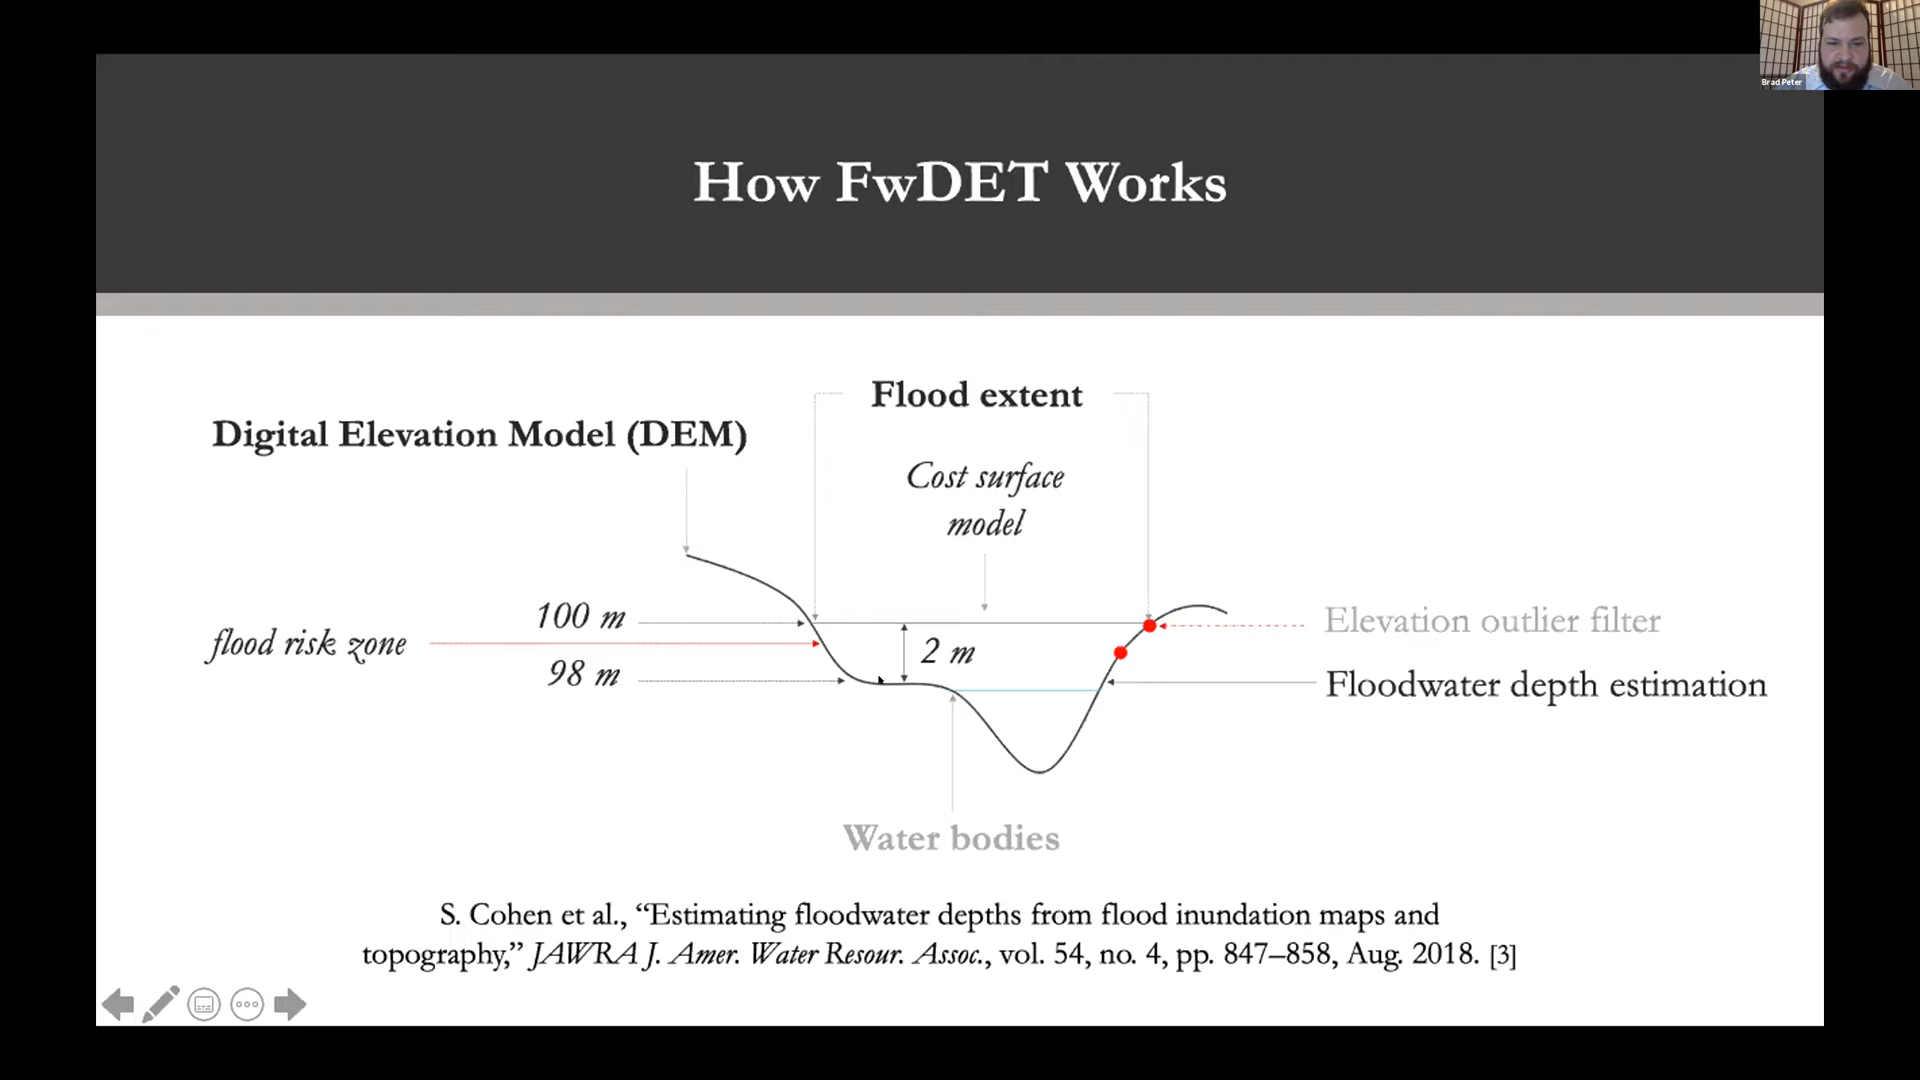 Brad Peter
How FwDET Works
Flood extent
Digital Elevation Model (DEM)
Cost surface
model
100 m
flood risk zone
98 m
2 m
Elevation outlier filter
Floodwater depth estimation
Water bodies
S. Cohen et al., “Estimating floodwater depths from flood inundation maps and
topography,” JAWRA J. Amer. Water Resour. Assoc., vol. 54, no. 4, pp. 847–858, Aug. 2018. [3]